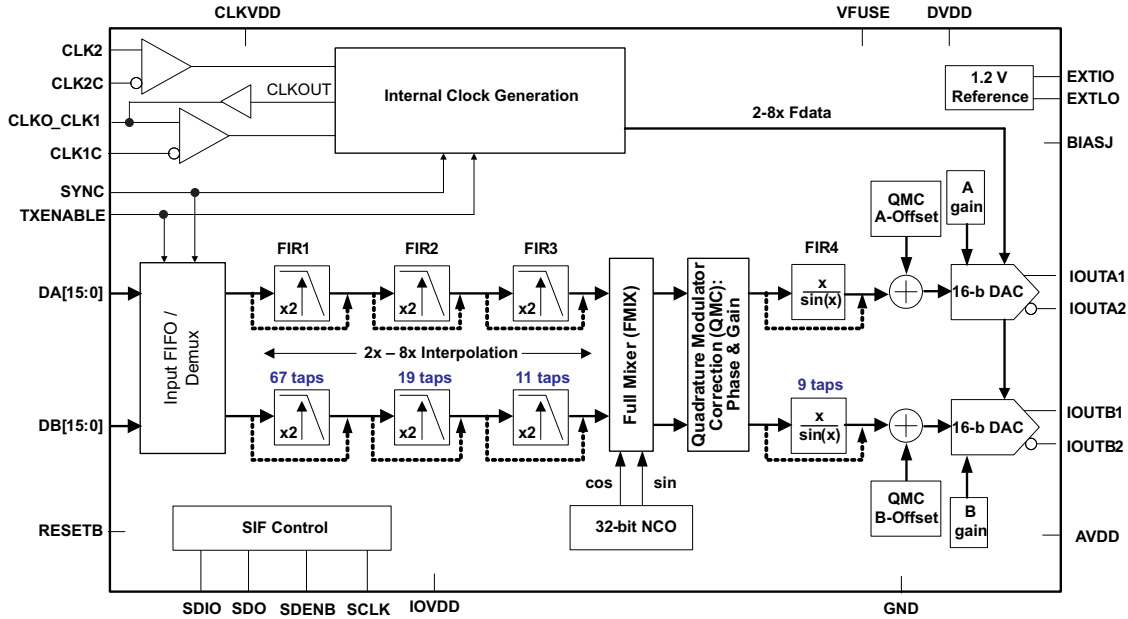 CLKVDD
VFUSE
DVDD
CLK2
CLK2C
CLKOUT
CLKO_CLK1
CLK1C
Internal Clock Generation
2-8x Fdata
1.2 V
Reference
EXTIO
EXTLO
BIASJ
SYNC
TXENABLE
FIR1
FIR2
FIR3
FIR4
QMC
A-Offset
A
gain
DA[15:0]
DB[15:0]
Input FIFO /
Demux
x2
x2
x2
2x – 8x Interpolation
67 taps
19 taps
11 taps
x2
x2
x2
Full Mixer (FMIX)
Quadrature Modulator
Correction (QMC):
Phase & Gain
x
sin(x)
9 taps
x
sin(x)
16-b DAC
IOUTA1
IOUTA2
16-b DAC
IOUTB1
IOUTB2
cos
sin
32-bit NCO
QMC
B-Offset
B
gain
RESETB
SIF Control
AVDD
SDIO
SDO
SDENB
SCLK
IOVDD
GND